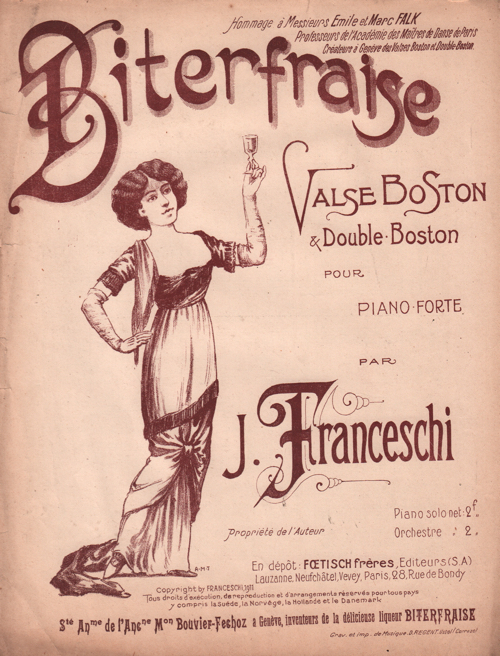 Hommage à Messieurs Emile et Marc FALK
Professeurs de l'Académie des Maîtres de Danse de Paris
Créateurs à Genève des Valses Boston et Double-Boston
Biterfraise
VALSE BOSTON
& Double-Boston
POUR
PIANO-FORTE
PAR
J. Franceschi
Piano solo net: 2f.
Orchestre : 2.
Propriété de l'Auteur
En dépôt: FŒTISCH frères, Editeurs (S.A)
Lauzanne, Neufchâtel, Vevey, Paris, 28, Rue de Bondy
A-M-T
Copyright by FRANCESCHI, 1911
Tous droits d'exécution, de reproduction et d'arrangements réservés pour tous pays
y compris la Suède, la Norvège, la Hollande et le Danemark
Sté Anme de l'Ancne Mon Bouvier-Fechoz à Genève, inventeurs de la délicieuse liqueur BITERFRAISE
Grav. et imp. de Musique. D. REGENT.